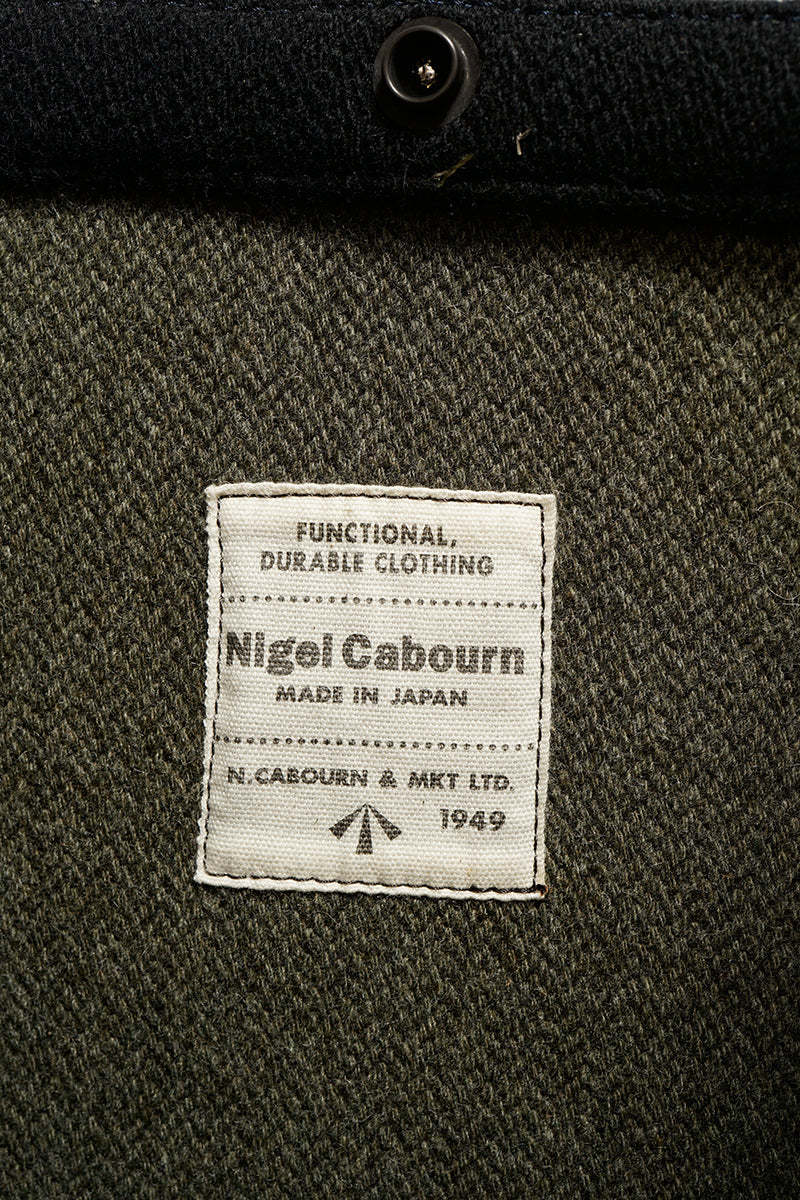 FUNCTIONAL,
DURABLE CLOTHING
Nigel Cabourn
MADE IN JAPAN
N.CABOURN & MKT LTD.
1949